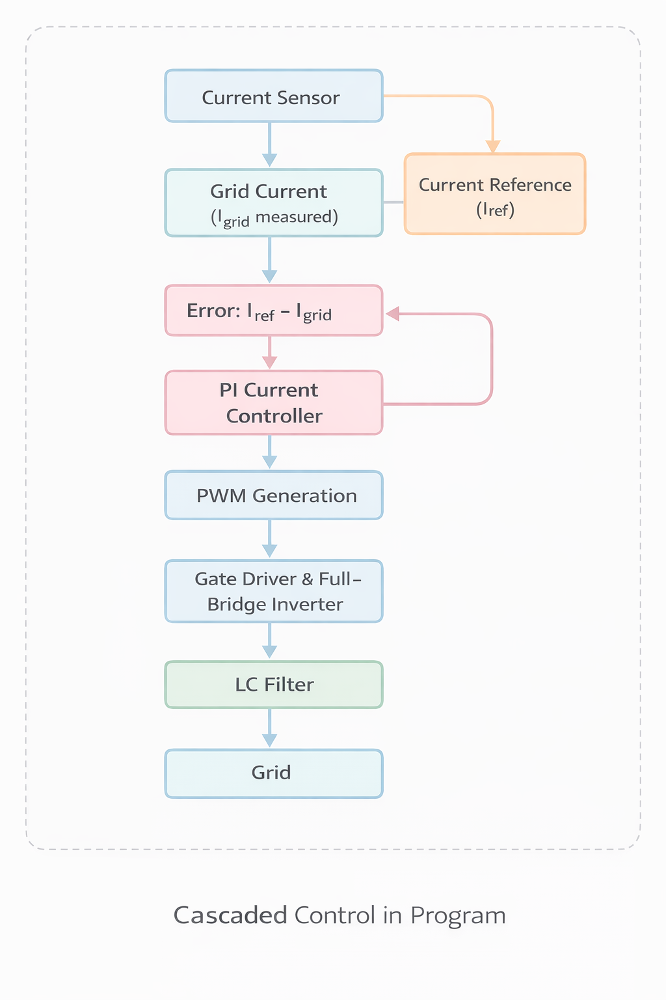 Current Sensor
Grid Current
(Igrid measured)
Current Reference
(Iref)
Error: Iref – Igrid
PI Current
Controller
PWM Generation
Gate Driver & Full–
Bridge Inverter
LC Filter
Grid
Cascaded Control in Program